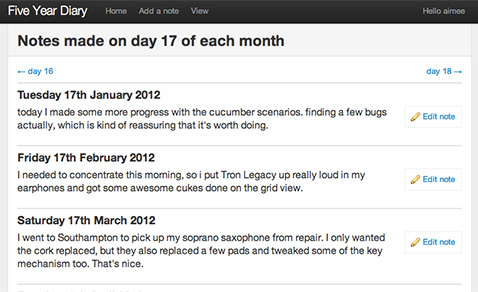 Five Year Diary Home Add a note View Hello aimee
Notes made on day 17 of each month
← day 16 day 18 →
Tuesday 17th January 2012
today I made some more progress with the cucumber scenarios. finding a few bugs
actually, which is kind of reassuring that it's worth doing.
Edit note
Friday 17th February 2012
I needed to concentrate this morning, so i put Tron Legacy up really loud in my
earphones and got some awesome cukes done on the grid view.
Edit note
Saturday 17th March 2012
I went to Southampton to pick up my soprano saxophone from repair. I only wanted
the cork replaced, but they also replaced a few pads and tweaked some of the key
mechanism too. That's nice.
Edit note